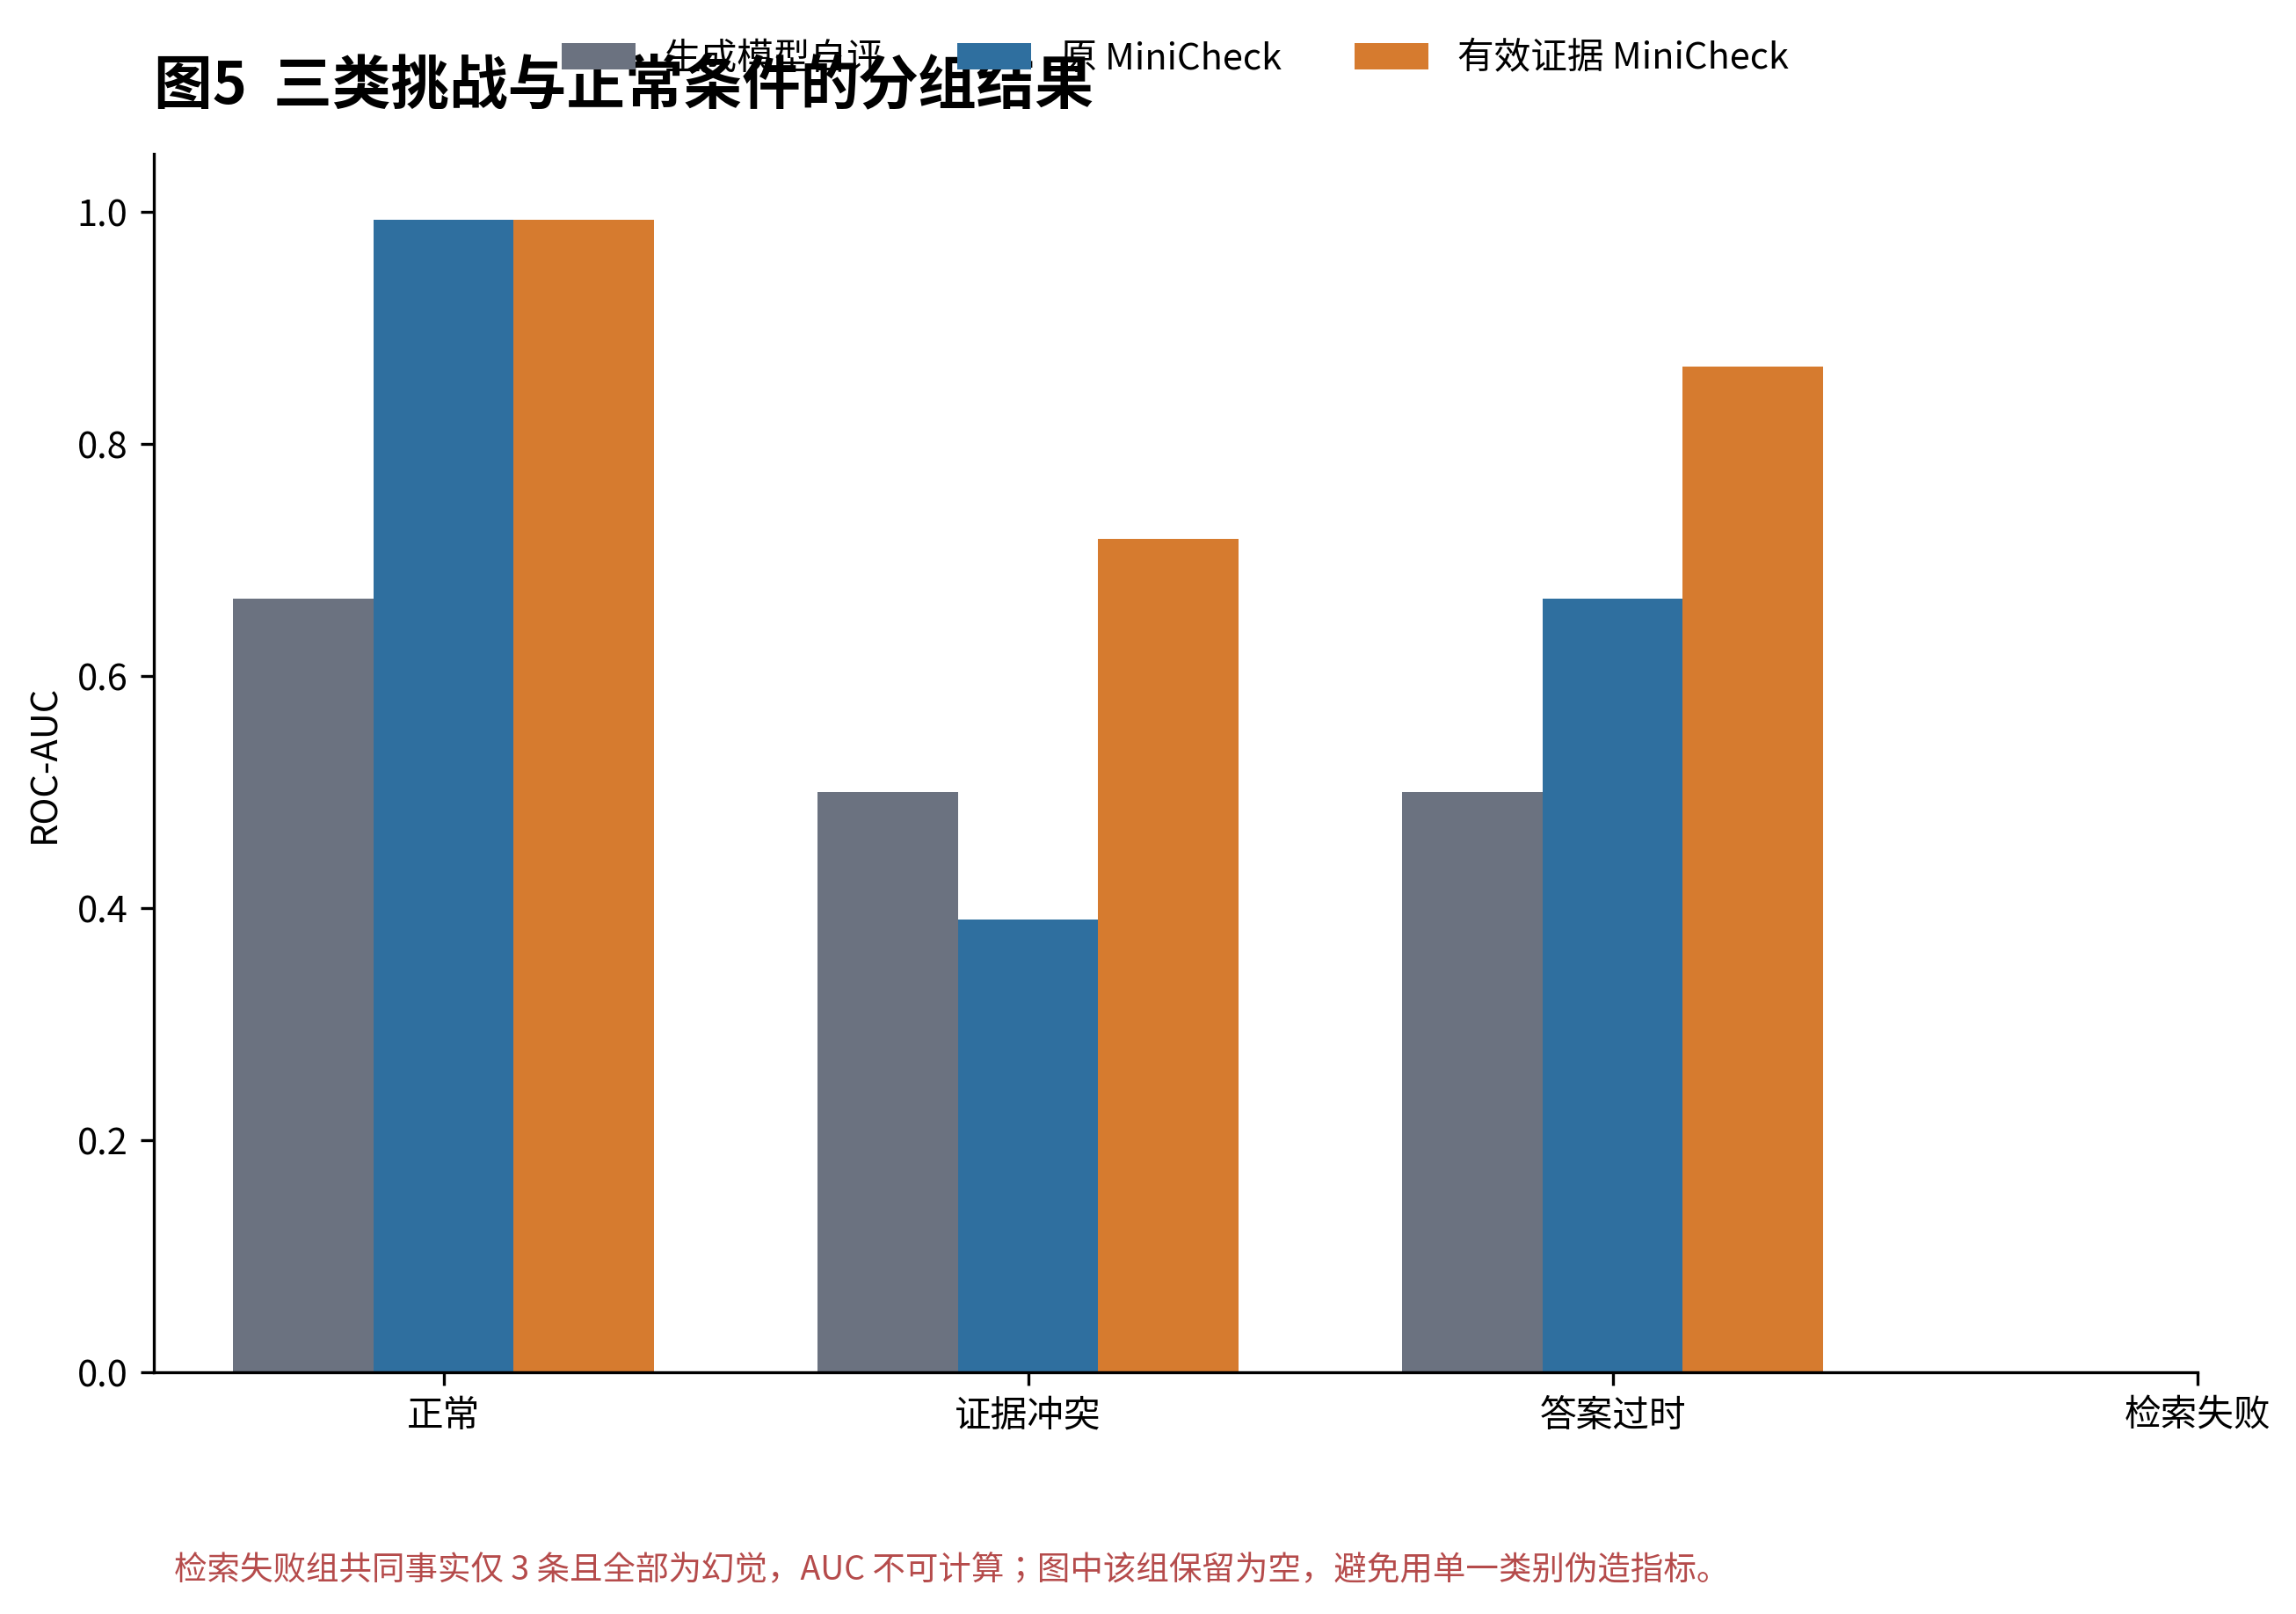 生成模型自评 原 MiniCheck 有效证据 MiniCheck
图5 三类挑战与正常条件的分组结果
ROC-AUC
1.0
0.8
0.6
0.4
0.2
0.0
正常 证据冲突 答案过时 检索失败
检索失败组共同事实仅 3 条且全部为幻觉，AUC 不可计算；图中该组保留为空，避免用单一类别伪造指标。